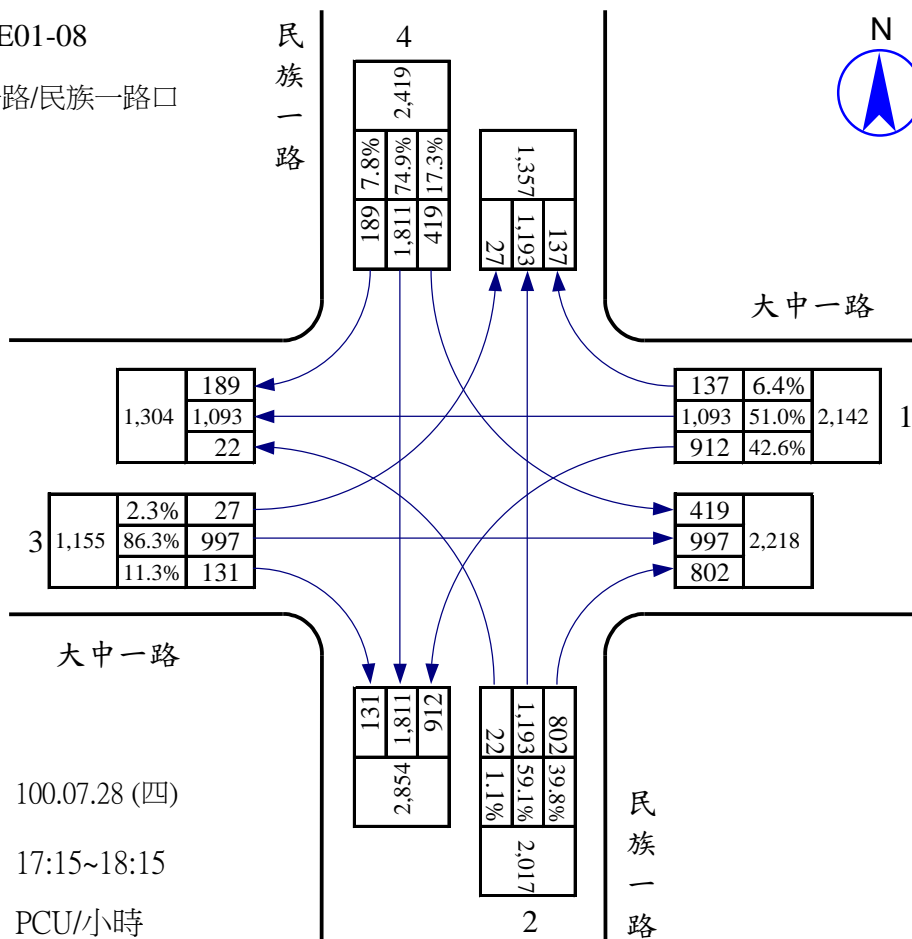 E01-08
路/民族一路口
民族一路
4
N
2,419
7.8% 74.9% 17.3%
189 1,811 419
1,357
27 1,193 137
大中一路
189
1,304 1,093
22
137 6.4%
1,093 51.0% 2,142
912 42.6%
1
3
2.3% 27
1,155 86.3% 997
11.3% 131
419
997 2,218
802
大中一路
131 1,811 912
2,854
22 1,193 802
1.1% 59.1% 39.8%
2,017
2
民族一路
100.07.28 (四)
17:15~18:15
PCU/小時